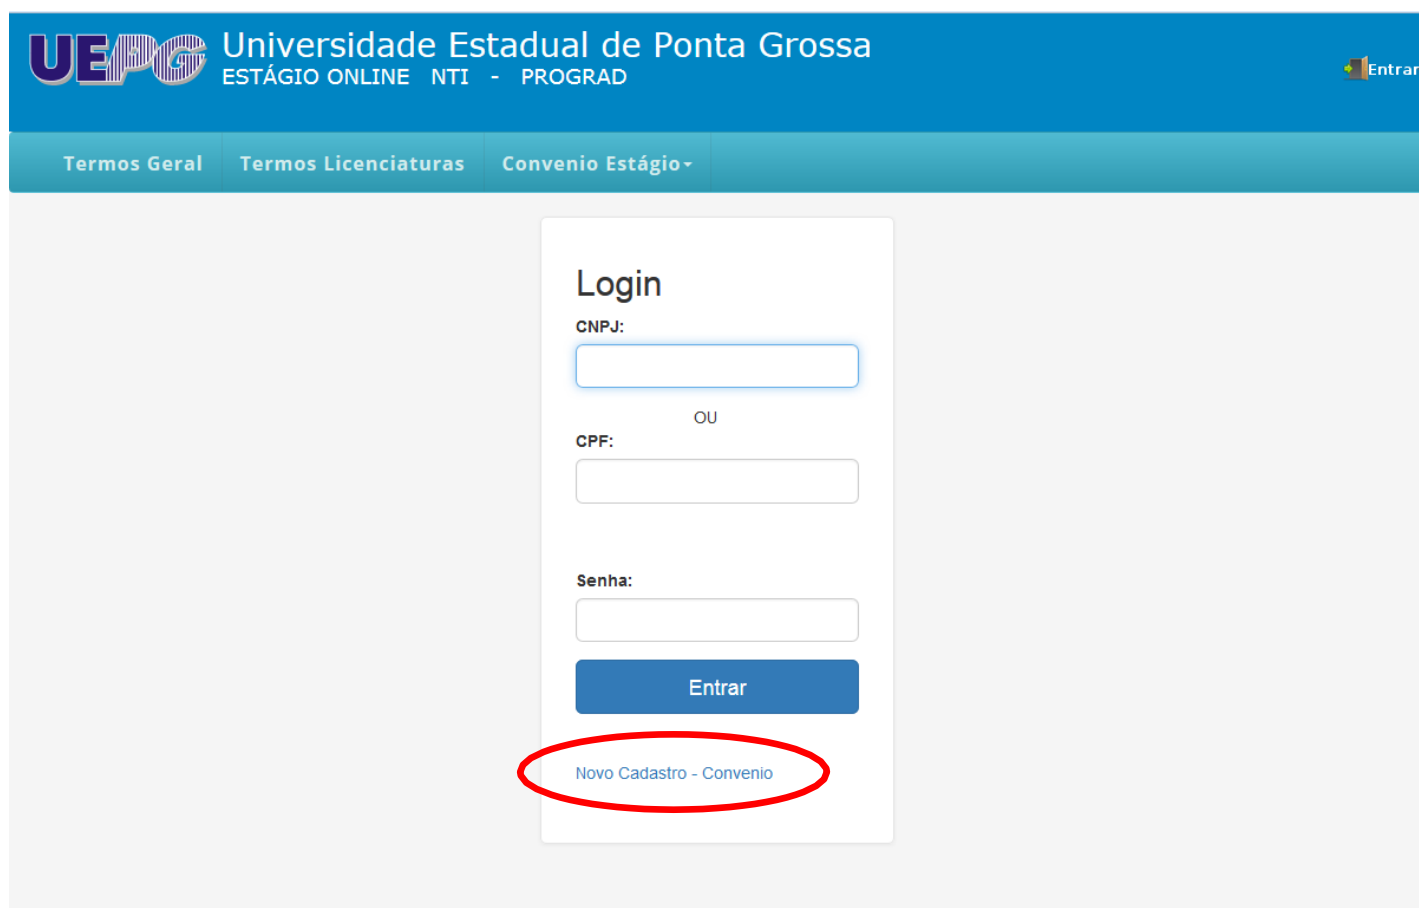 UEPG
Universidade Estadual de Ponta Grossa
ESTÁGIO ONLINE NTI - PROGRAD
Entrar
Termos Geral Termos Licenciaturas Convenio Estágio
Login
CNPJ:
OU
CPF:
Senha:
Entrar
Novo Cadastro - Convenio